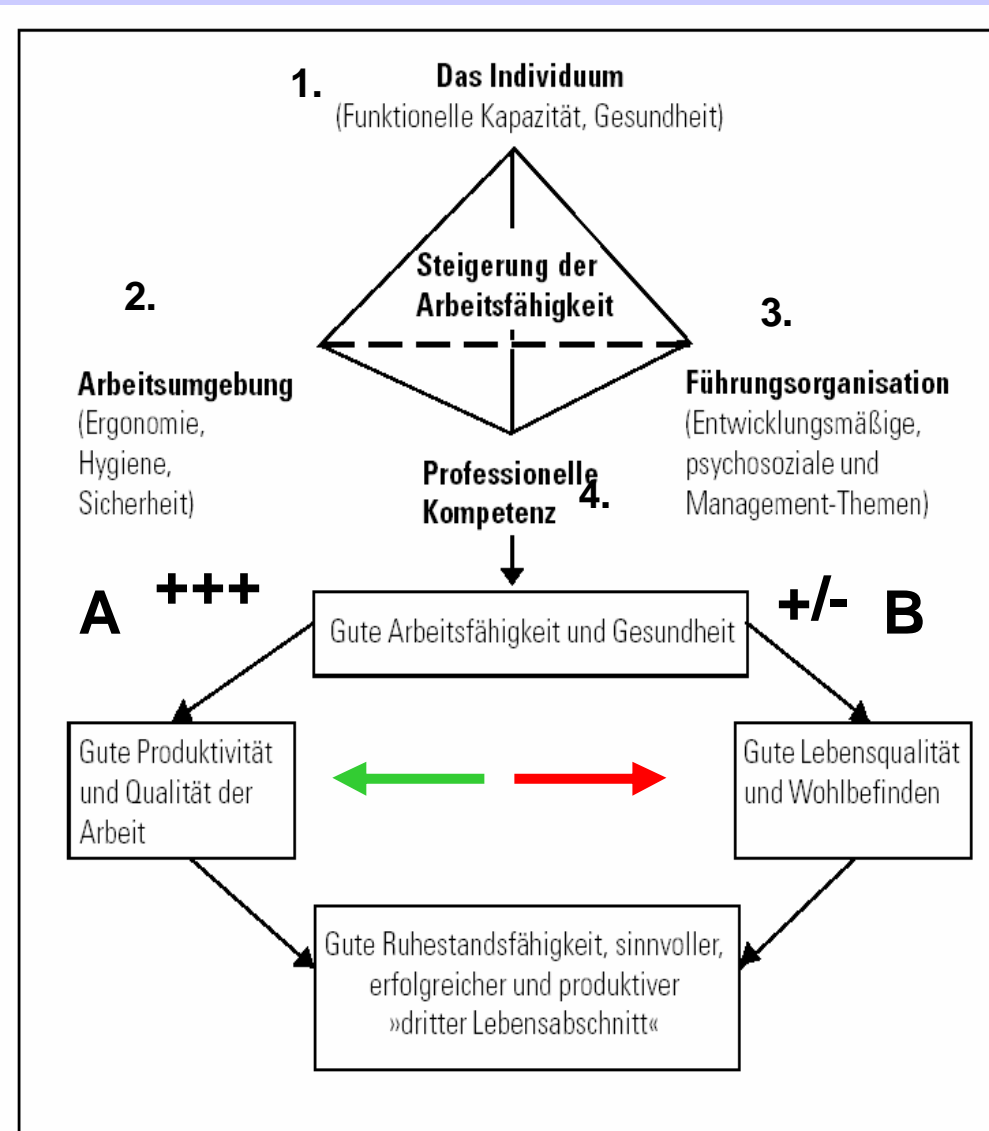 1.
Das Individuum
(Funktionelle Kapazität, Gesundheit)
Steigerung der
Arbeitsfähigkeit
2.
3.
Arbeitsumgebung
(Ergonomie,
Hygiene,
Sicherheit)
Führungsorganisation
(Entwicklungsmäßige,
psychosoziale und
Management-Themen)
Professionelle
Kompetenz
4.
A +++
+/- B
Gute Arbeitsfähigkeit und Gesundheit
Gute Produktivität
und Qualität der
Arbeit
Gute Lebensqualität
und Wohlbefinden
Gute Ruhestandsfähigkeit, sinnvoller,
erfolgreicher und produktiver
»dritter Lebensabschnitt«